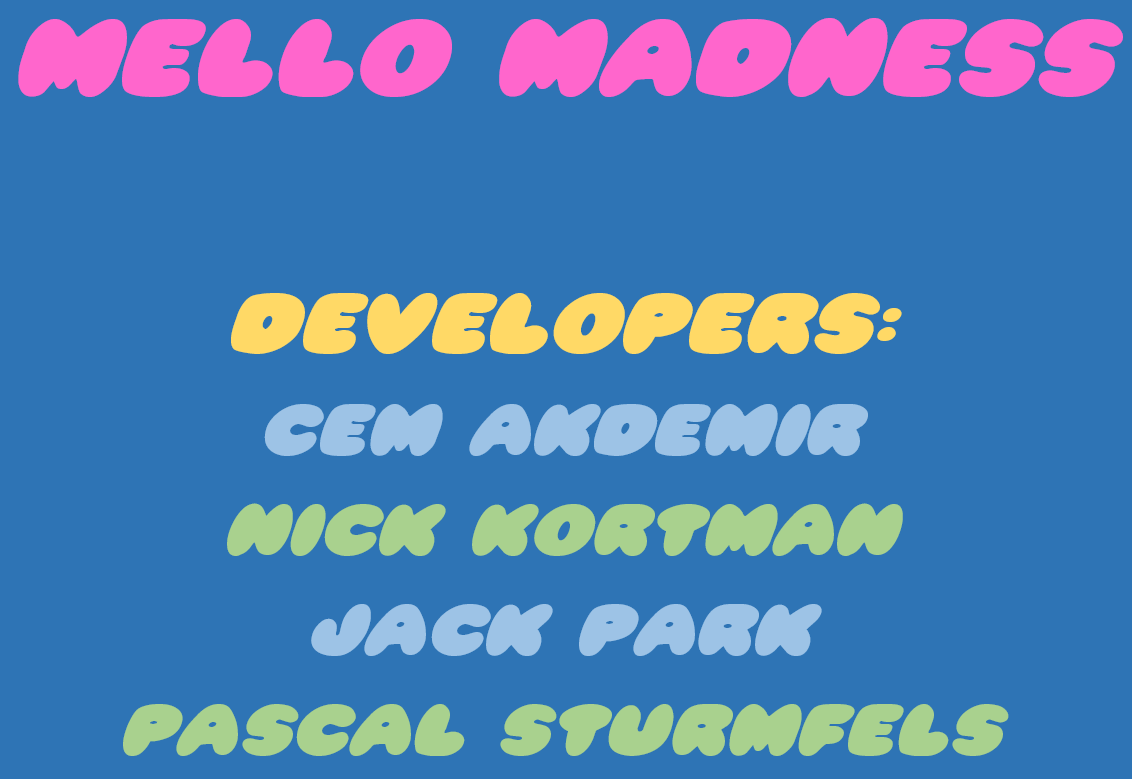 MELLO MADNESS
DEVELOPERS:
CEM AKDEMIR
NICK KORTMAN
JACK PARK
PASCAL STURMFELS